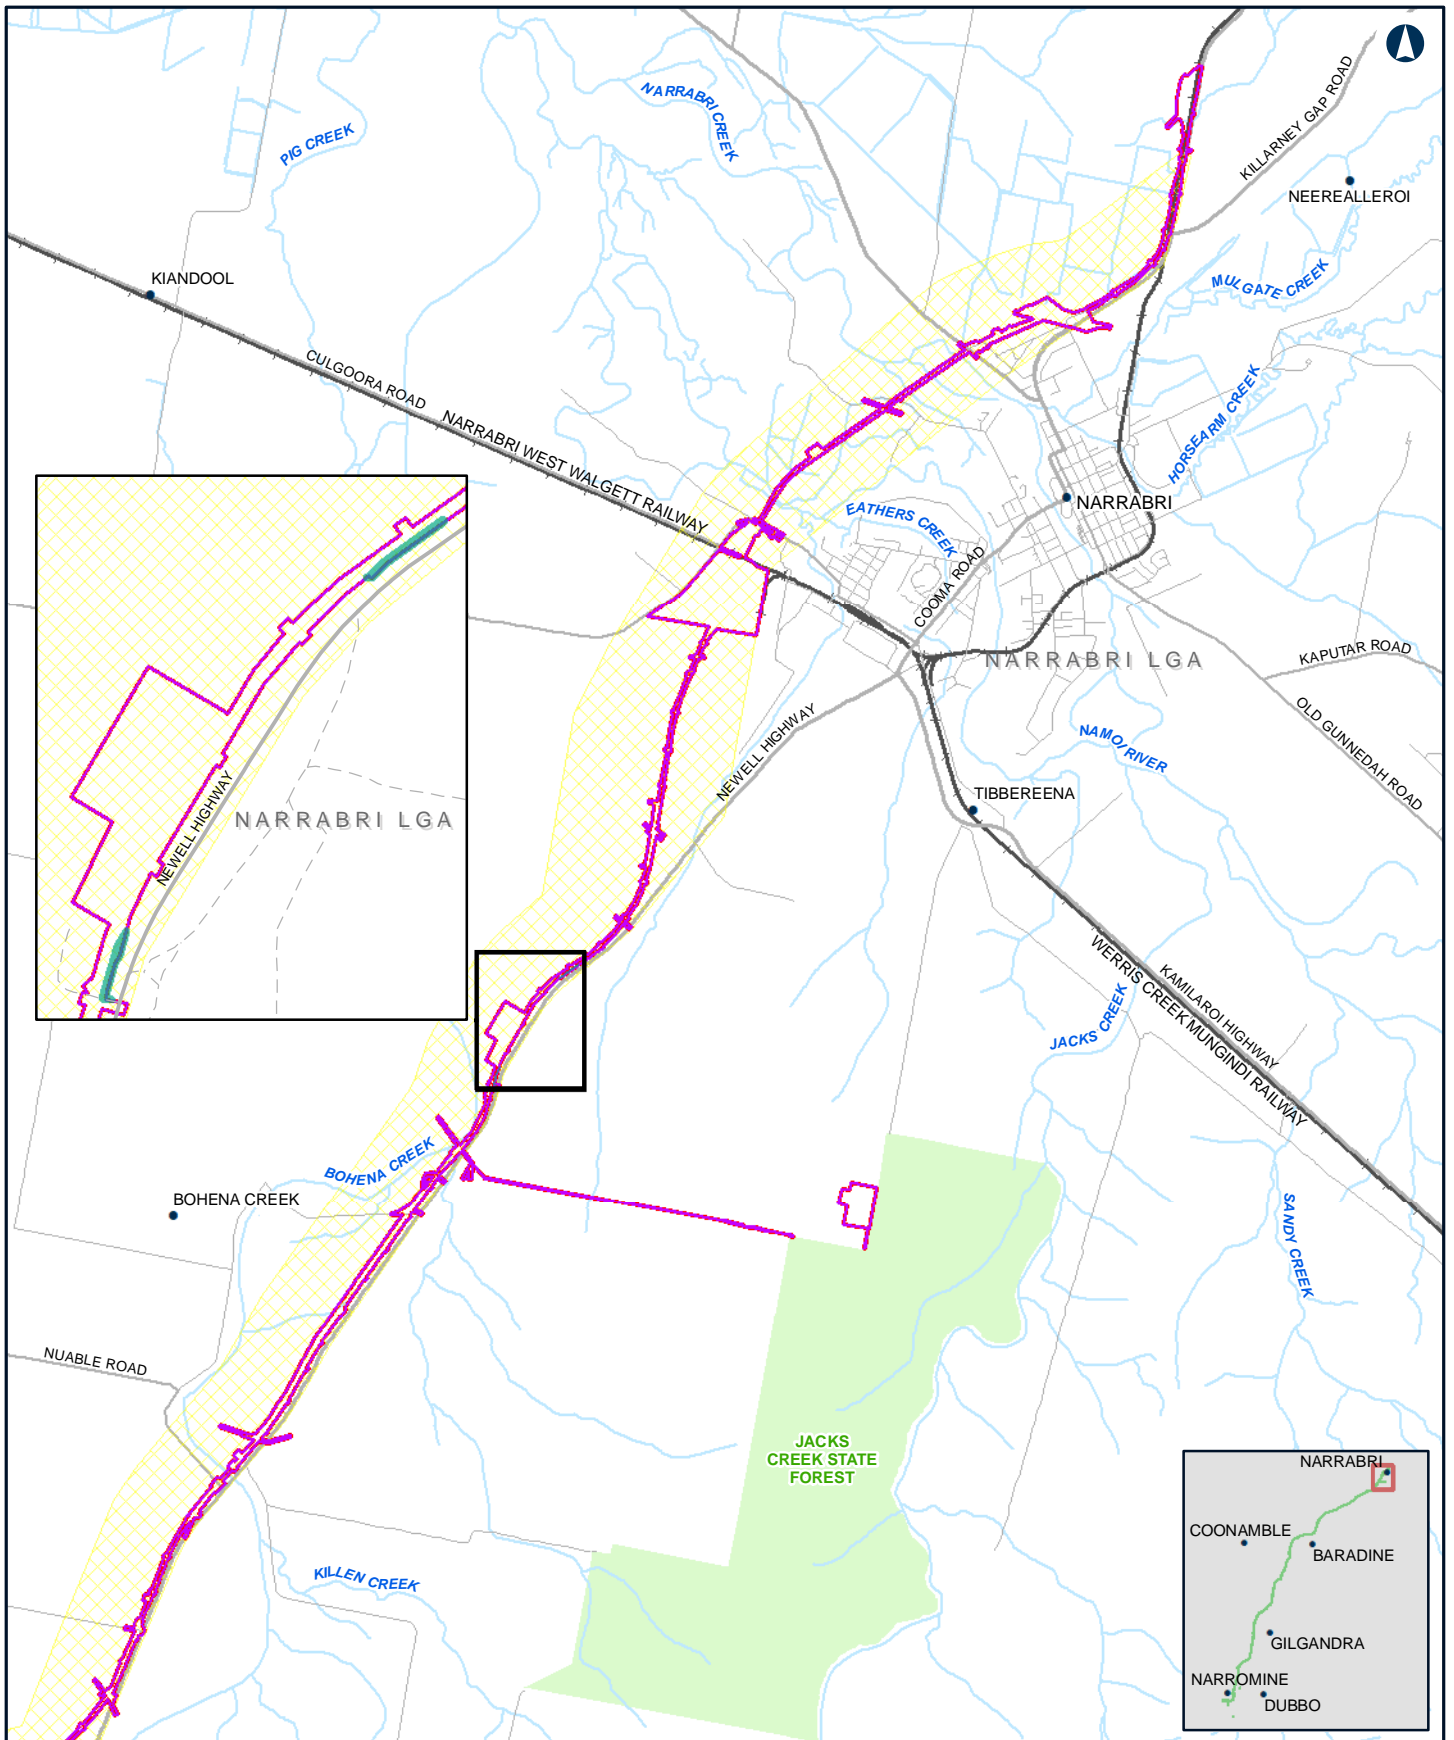 NARRABRI CREEK
KILLARNEY GAP ROAD
PIG CREEK
NEEREALLEROI
KIANDOOL
MULGATE CREEK
CULGOORA ROAD
NARRABRI WEST WALGETT RAILWAY
HORSEARM CREEK
NARRABRI
EATHERS CREEK
COOMA ROAD
NARRABRI LGA
KAPUTAR ROAD
OLD GUNNEDAH ROAD
NEWELL HIGHWAY
NAMOI RIVER
TIBBEREENA
NEWELL HIGHWAY
NARRABRI LGA
WERRIS CREEK MUNGINDI RAILWAY
KAMILAROI HIGHWAY
JACKS CREEK
BOHENA CREEK
BOHENA CREEK
SANDY CREEK
NUABLE ROAD
JACKS
CREEK STATE
FOREST
KILLEN CREEK
NARRABRI
COONAMBLE
BARADINE
GILGANDRA
NARROMINE
DUBBO